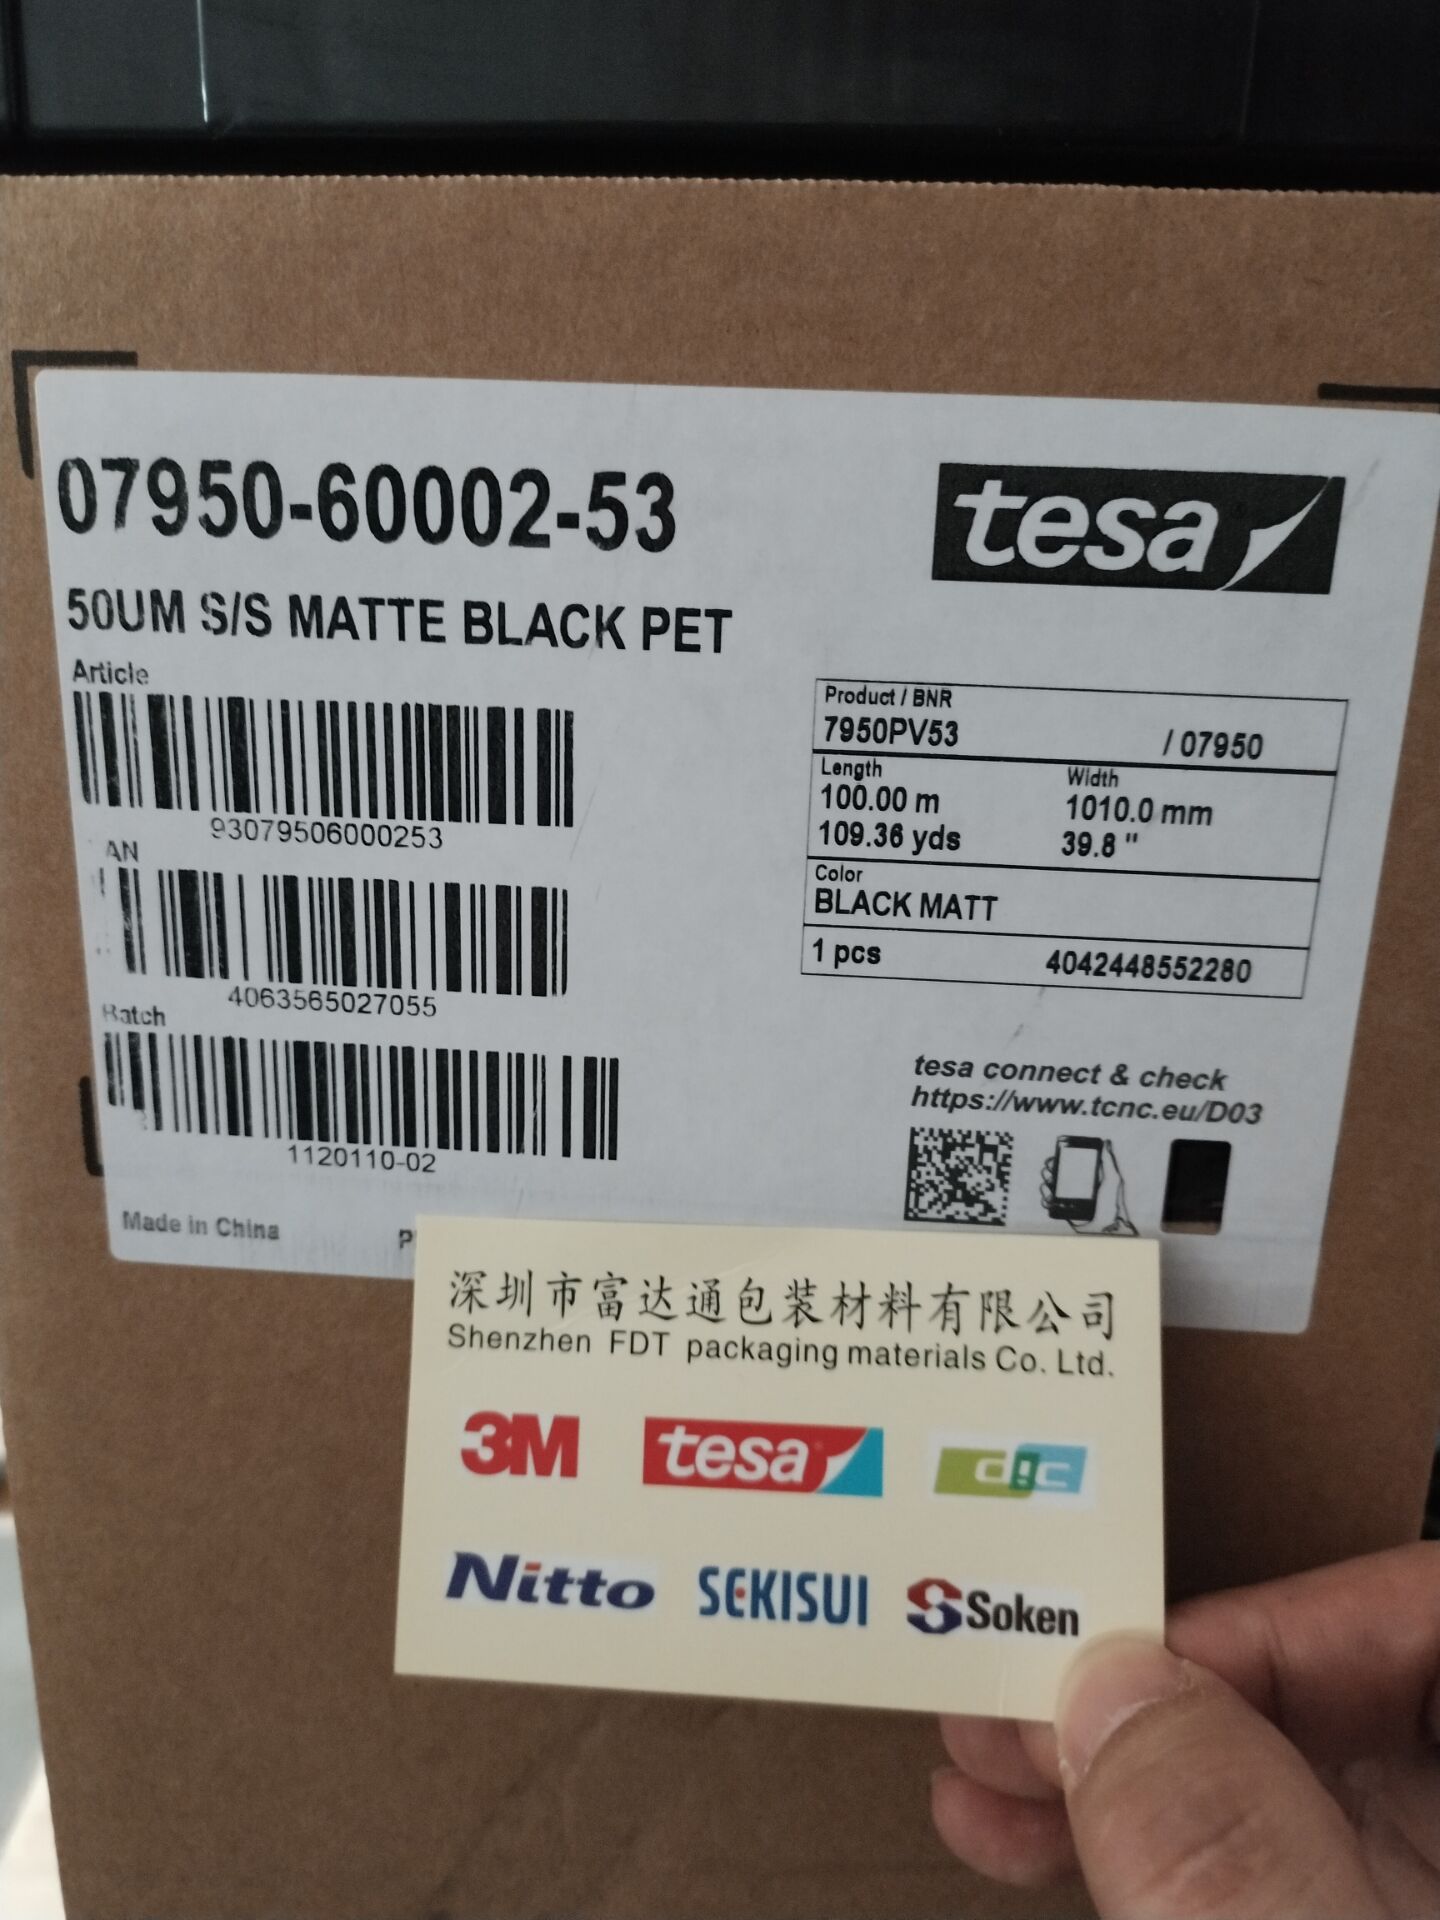 07950-60002-53
tesa
50UM S/S MATTE BLACK PET
Article
93079506000253
AN
4063565027055
Batch
1120110-02
Product / BNR
7950PV53 / 07950
Length Width
100.00 m 1010.0 mm
109.36 yds 39.8 "
Color
BLACK MATT
1 pcs 4042448552280
tesa connect & check
https://www.tcnc.eu/D03
Made in China
深圳市富达通包装材料有限公司
Shenzhen FDT packaging materials Co. Ltd.
3M tesa dic
Nitto SEKISUI Soken